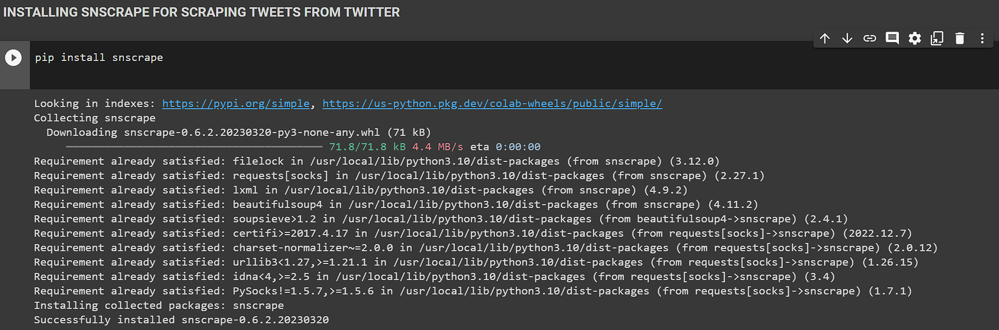 INSTALLING SNSCRAPE FOR SCRAPING TWEETS FROM TWITTER
pip install snscrape
Looking in indexes: https://pypi.org/simple, https://us-python.pkg.dev/colab-wheels/public/simple/
Collecting snscrape
  Downloading snscrape-0.6.2.20230320-py3-none-any.whl (71 kB)
71.8/71.8 kB 4.4 MB/s eta 0:00:00
Requirement already satisfied: filelock in /usr/local/lib/python3.10/dist-packages (from snscrape) (3.12.0)
Requirement already satisfied: requests[socks] in /usr/local/lib/python3.10/dist-packages (from snscrape) (2.27.1)
Requirement already satisfied: lxml in /usr/local/lib/python3.10/dist-packages (from snscrape) (4.9.2)
Requirement already satisfied: beautifulsoup4 in /usr/local/lib/python3.10/dist-packages (from snscrape) (4.11.2)
Requirement already satisfied: soupsieve>1.2 in /usr/local/lib/python3.10/dist-packages (from beautifulsoup4->snscrape) (2.4.1)
Requirement already satisfied: certifi>=2017.4.17 in /usr/local/lib/python3.10/dist-packages (from requests[socks]->snscrape) (2022.12.7)
Requirement already satisfied: charset-normalizer~=2.0.0 in /usr/local/lib/python3.10/dist-packages (from requests[socks]->snscrape) (2.0.12)
Requirement already satisfied: urllib3<1.27,>=1.21.1 in /usr/local/lib/python3.10/dist-packages (from requests[socks]->snscrape) (1.26.15)
Requirement already satisfied: idna<4,>=2.5 in /usr/local/lib/python3.10/dist-packages (from requests[socks]->snscrape) (3.4)
Requirement already satisfied: PySocks!=1.5.7,>=1.5.6 in /usr/local/lib/python3.10/dist-packages (from requests[socks]->snscrape) (1.7.1)
Installing collected packages: snscrape
Successfully installed snscrape-0.6.2.20230320